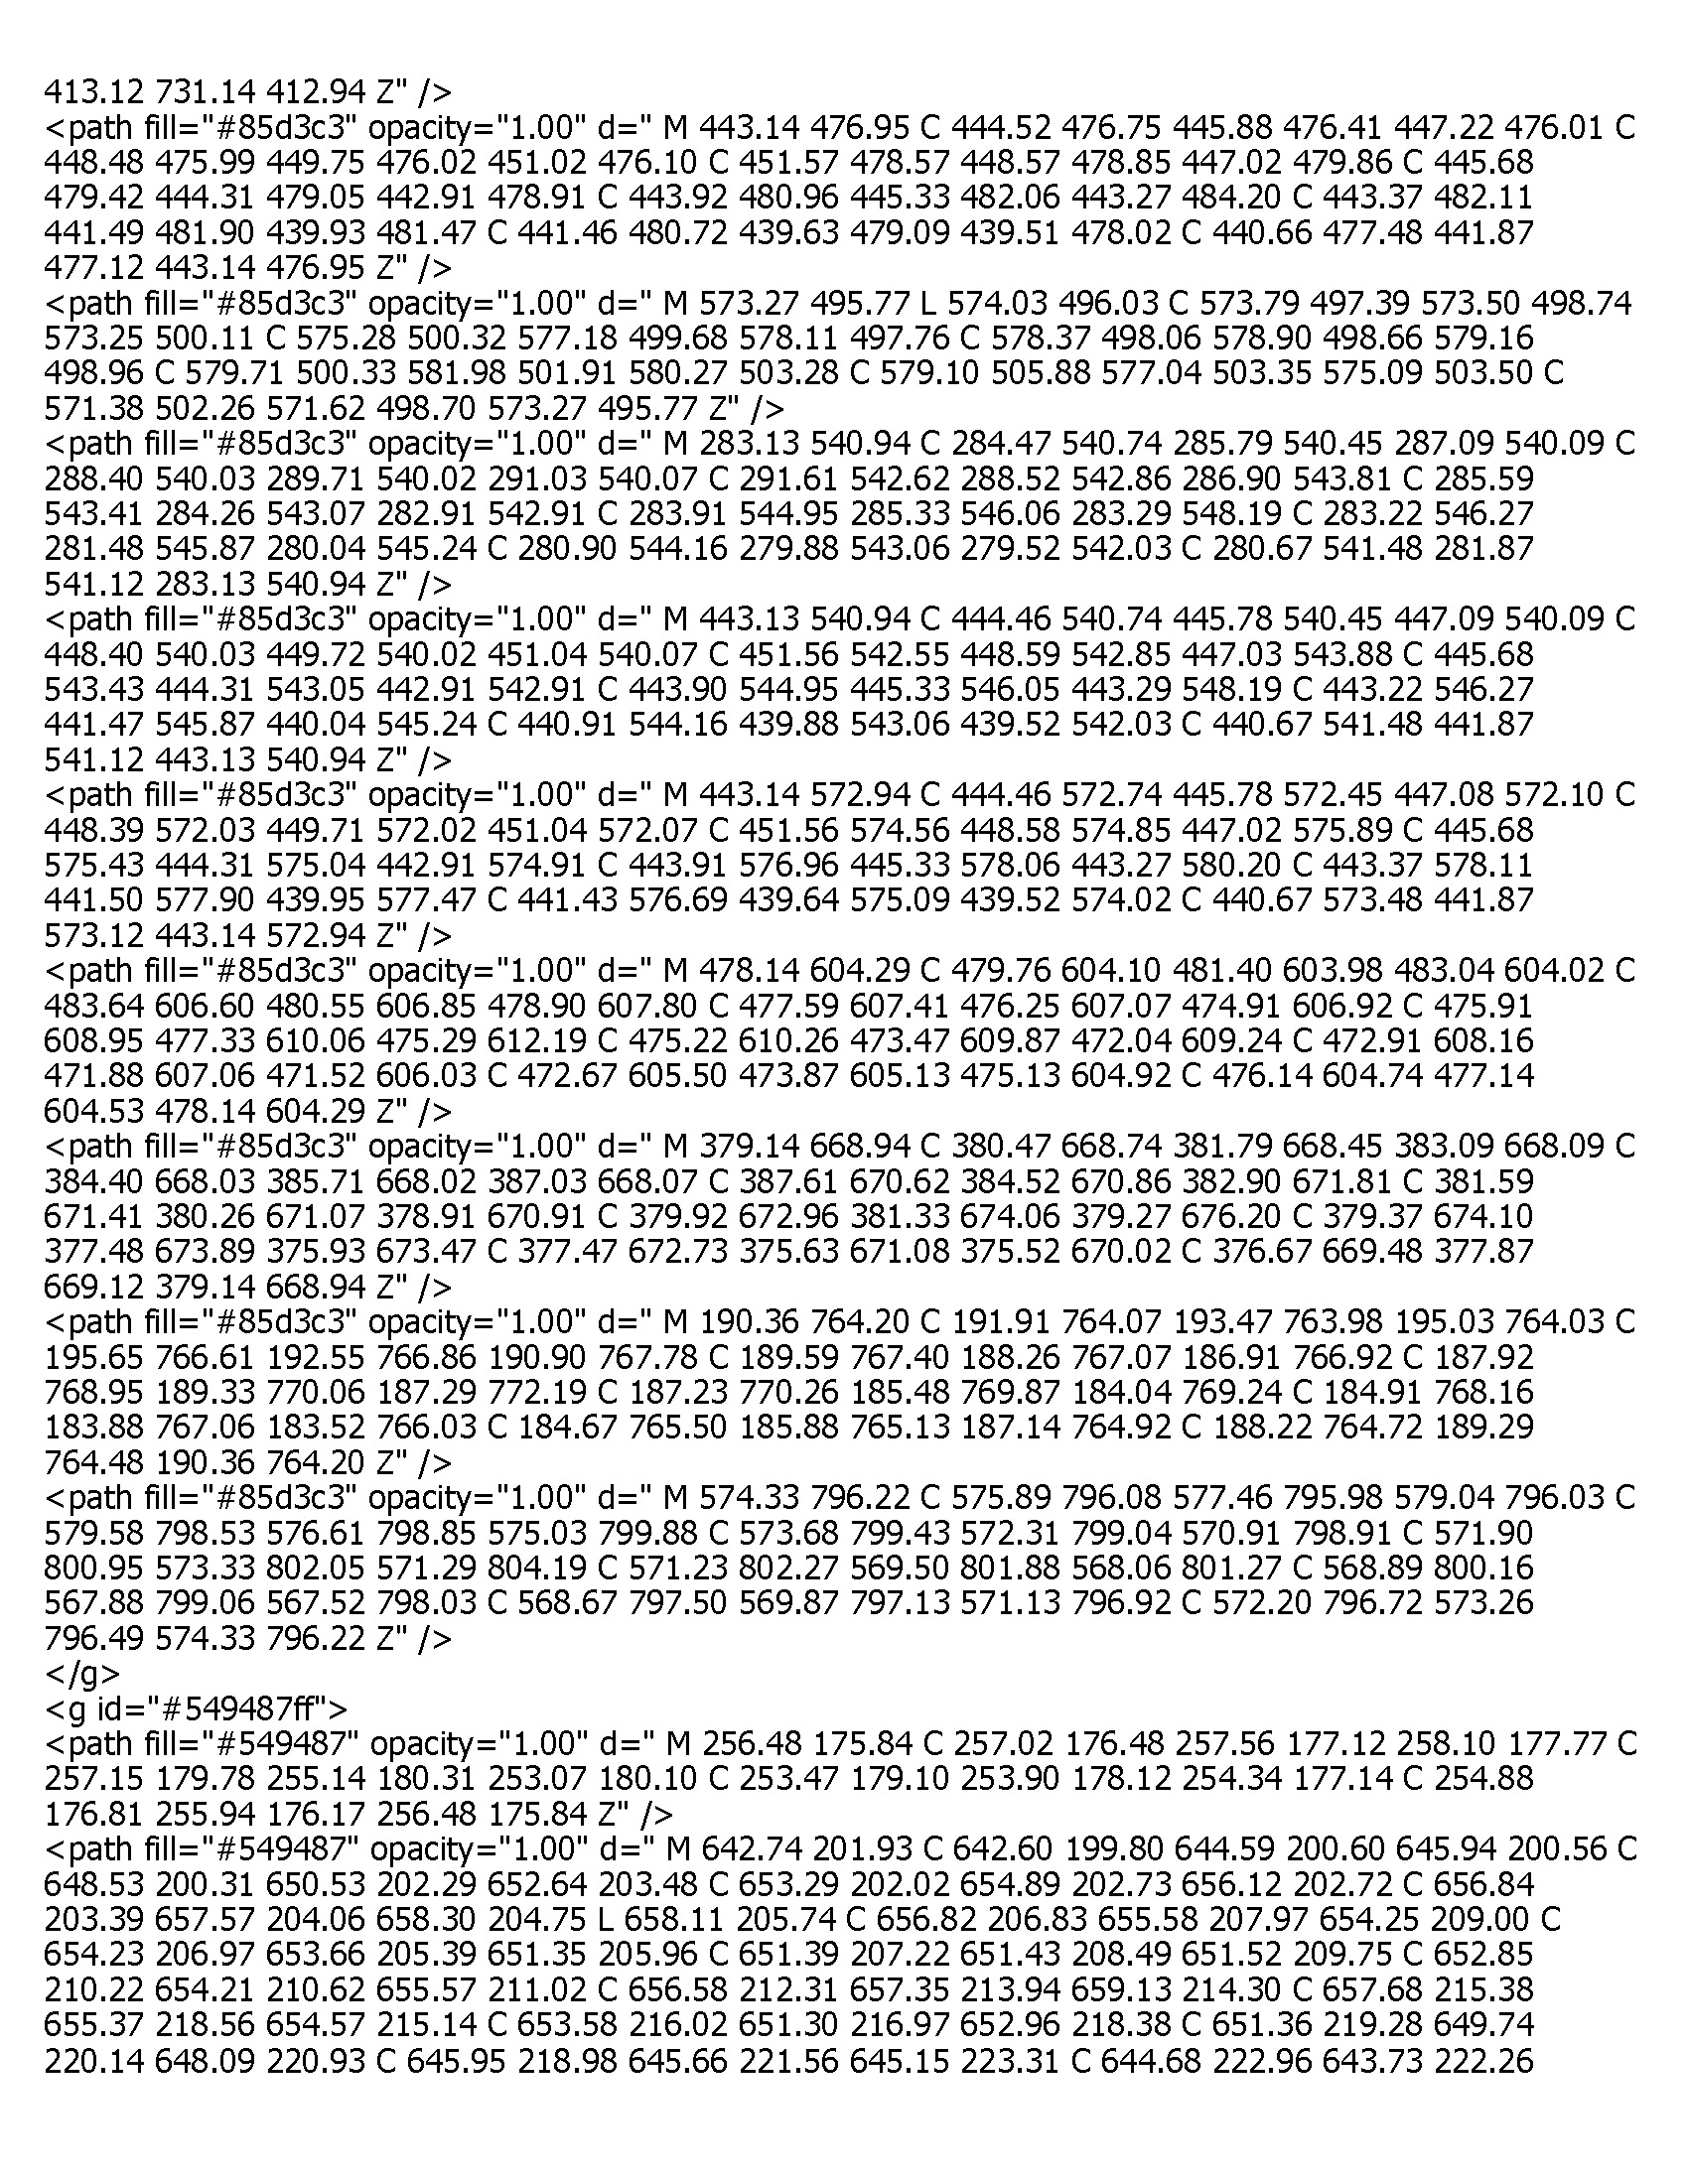 413.12 731.14 412.94 Z" />
<path fill="#85d3c3" opacity="1.00" d=" M 443.14 476.95 C 444.52 476.75 445.88 476.41 447.22 476.01 C
448.48 475.99 449.75 476.02 451.02 476.10 C 451.57 478.57 448.57 478.85 447.02 479.86 C 445.68
479.42 444.31 479.05 442.91 478.91 C 443.92 480.96 445.33 482.06 443.27 484.20 C 443.37 482.11
441.49 481.90 439.93 481.47 C 441.46 480.72 439.63 479.09 439.51 478.02 C 440.66 477.48 441.87
477.12 443.14 476.95 Z" />
<path fill="#85d3c3" opacity="1.00" d=" M 573.27 495.77 L 574.03 496.03 C 573.79 497.39 573.50 498.74
573.25 500.11 C 575.28 500.32 577.18 499.68 578.11 497.76 C 578.37 498.06 578.90 498.66 579.16
498.96 C 579.71 500.33 581.98 501.91 580.27 503.28 C 579.10 505.88 577.04 503.35 575.09 503.50 C
571.38 502.26 571.62 498.70 573.27 495.77 Z" />
<path fill="#85d3c3" opacity="1.00" d=" M 283.13 540.94 C 284.47 540.74 285.79 540.45 287.09 540.09 C
288.40 540.03 289.71 540.02 291.03 540.07 C 291.61 542.62 288.52 542.86 286.90 543.81 C 285.59
543.41 284.26 543.07 282.91 542.91 C 283.91 544.95 285.33 546.06 283.29 548.19 C 283.22 546.27
281.48 545.87 280.04 545.24 C 280.90 544.16 279.88 543.06 279.52 542.03 C 280.67 541.48 281.87
541.12 283.13 540.94 Z" />
<path fill="#85d3c3" opacity="1.00" d=" M 443.13 540.94 C 444.46 540.74 445.78 540.45 447.09 540.09 C
448.40 540.03 449.72 540.02 451.04 540.07 C 451.56 542.55 448.59 542.85 447.03 543.88 C 445.68
543.43 444.31 543.05 442.91 542.91 C 443.90 544.95 445.33 546.05 443.29 548.19 C 443.22 546.27
441.47 545.87 440.04 545.24 C 440.91 544.16 439.88 543.06 439.52 542.03 C 440.67 541.48 441.87
541.12 443.13 540.94 Z" />
<path fill="#85d3c3" opacity="1.00" d=" M 443.14 572.94 C 444.46 572.74 445.78 572.45 447.08 572.10 C
448.39 572.03 449.71 572.02 451.04 572.07 C 451.56 574.56 448.58 574.85 447.02 575.89 C 445.68
575.43 444.31 575.04 442.91 574.91 C 443.91 576.96 445.33 578.06 443.27 580.20 C 443.37 578.11
441.50 577.90 439.95 577.47 C 441.43 576.69 439.64 575.09 439.52 574.02 C 440.67 573.48 441.87
573.12 443.14 572.94 Z" />
<path fill="#85d3c3" opacity="1.00" d=" M 478.14 604.29 C 479.76 604.10 481.40 603.98 483.04 604.02 C
483.64 606.60 480.55 606.85 478.90 607.80 C 477.59 607.41 476.25 607.07 474.91 606.92 C 475.91
608.95 477.33 610.06 475.29 612.19 C 475.22 610.26 473.47 609.87 472.04 609.24 C 472.91 608.16
471.88 607.06 471.52 606.03 C 472.67 605.50 473.87 605.13 475.13 604.92 C 476.14 604.74 477.14
604.53 478.14 604.29 Z" />
<path fill="#85d3c3" opacity="1.00" d=" M 379.14 668.94 C 380.47 668.74 381.79 668.45 383.09 668.09 C
384.40 668.03 385.71 668.02 387.03 668.07 C 387.61 670.62 384.52 670.86 382.90 671.81 C 381.59
671.41 380.26 671.07 378.91 670.91 C 379.92 672.96 381.33 674.06 379.27 676.20 C 379.37 674.10
377.48 673.89 375.93 673.47 C 377.47 672.73 375.63 671.08 375.52 670.02 C 376.67 669.48 377.87
669.12 379.14 668.94 Z" />
<path fill="#85d3c3" opacity="1.00" d=" M 190.36 764.20 C 191.91 764.07 193.47 763.98 195.03 764.03 C
195.65 766.61 192.55 766.86 190.90 767.78 C 189.59 767.40 188.26 767.07 186.91 766.92 C 187.92
768.95 189.33 770.06 187.29 772.19 C 187.23 770.26 185.48 769.87 184.04 769.24 C 184.91 768.16
183.88 767.06 183.52 766.03 C 184.67 765.50 185.88 765.13 187.14 764.92 C 188.22 764.72 189.29
764.48 190.36 764.20 Z" />
<path fill="#85d3c3" opacity="1.00" d=" M 574.33 796.22 C 575.89 796.08 577.46 795.98 579.04 796.03 C
579.58 798.53 576.61 798.85 575.03 799.88 C 573.68 799.43 572.31 799.04 570.91 798.91 C 571.90
800.95 573.33 802.05 571.29 804.19 C 571.23 802.27 569.50 801.88 568.06 801.27 C 568.89 800.16
567.88 799.06 567.52 798.03 C 568.67 797.50 569.87 797.13 571.13 796.92 C 572.20 796.72 573.26
796.49 574.33 796.22 Z" />
</g>
<g id="#549487ff">
<path fill="#549487" opacity="1.00" d=" M 256.48 175.84 C 257.02 176.48 257.56 177.12 258.10 177.77 C
257.15 179.78 255.14 180.31 253.07 180.10 C 253.47 179.10 253.90 178.12 254.34 177.14 C 254.88
176.81 255.94 176.17 256.48 175.84 Z" />
<path fill="#549487" opacity="1.00" d=" M 642.74 201.93 C 642.60 199.80 644.59 200.60 645.94 200.56 C
648.53 200.31 650.53 202.29 652.64 203.48 C 653.29 202.02 654.89 202.73 656.12 202.72 C 656.84
203.39 657.57 204.06 658.30 204.75 L 658.11 205.74 C 656.82 206.83 655.58 207.97 654.25 209.00 C
654.23 206.97 653.66 205.39 651.35 205.96 C 651.39 207.22 651.43 208.49 651.52 209.75 C 652.85
210.22 654.21 210.62 655.57 211.02 C 656.58 212.31 657.35 213.94 659.13 214.30 C 657.68 215.38
655.37 218.56 654.57 215.14 C 653.58 216.02 651.30 216.97 652.96 218.38 C 651.36 219.28 649.74
220.14 648.09 220.93 C 645.95 218.98 645.66 221.56 645.15 223.31 C 644.68 222.96 643.73 222.26